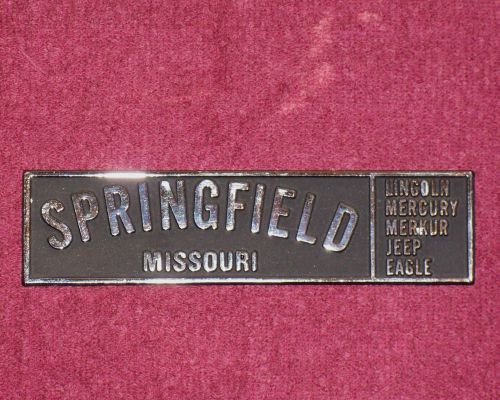 SPRINGFIELD
MISSOURI
LINCOLN
MERCURY
MERKUR
JEEP
EAGLE